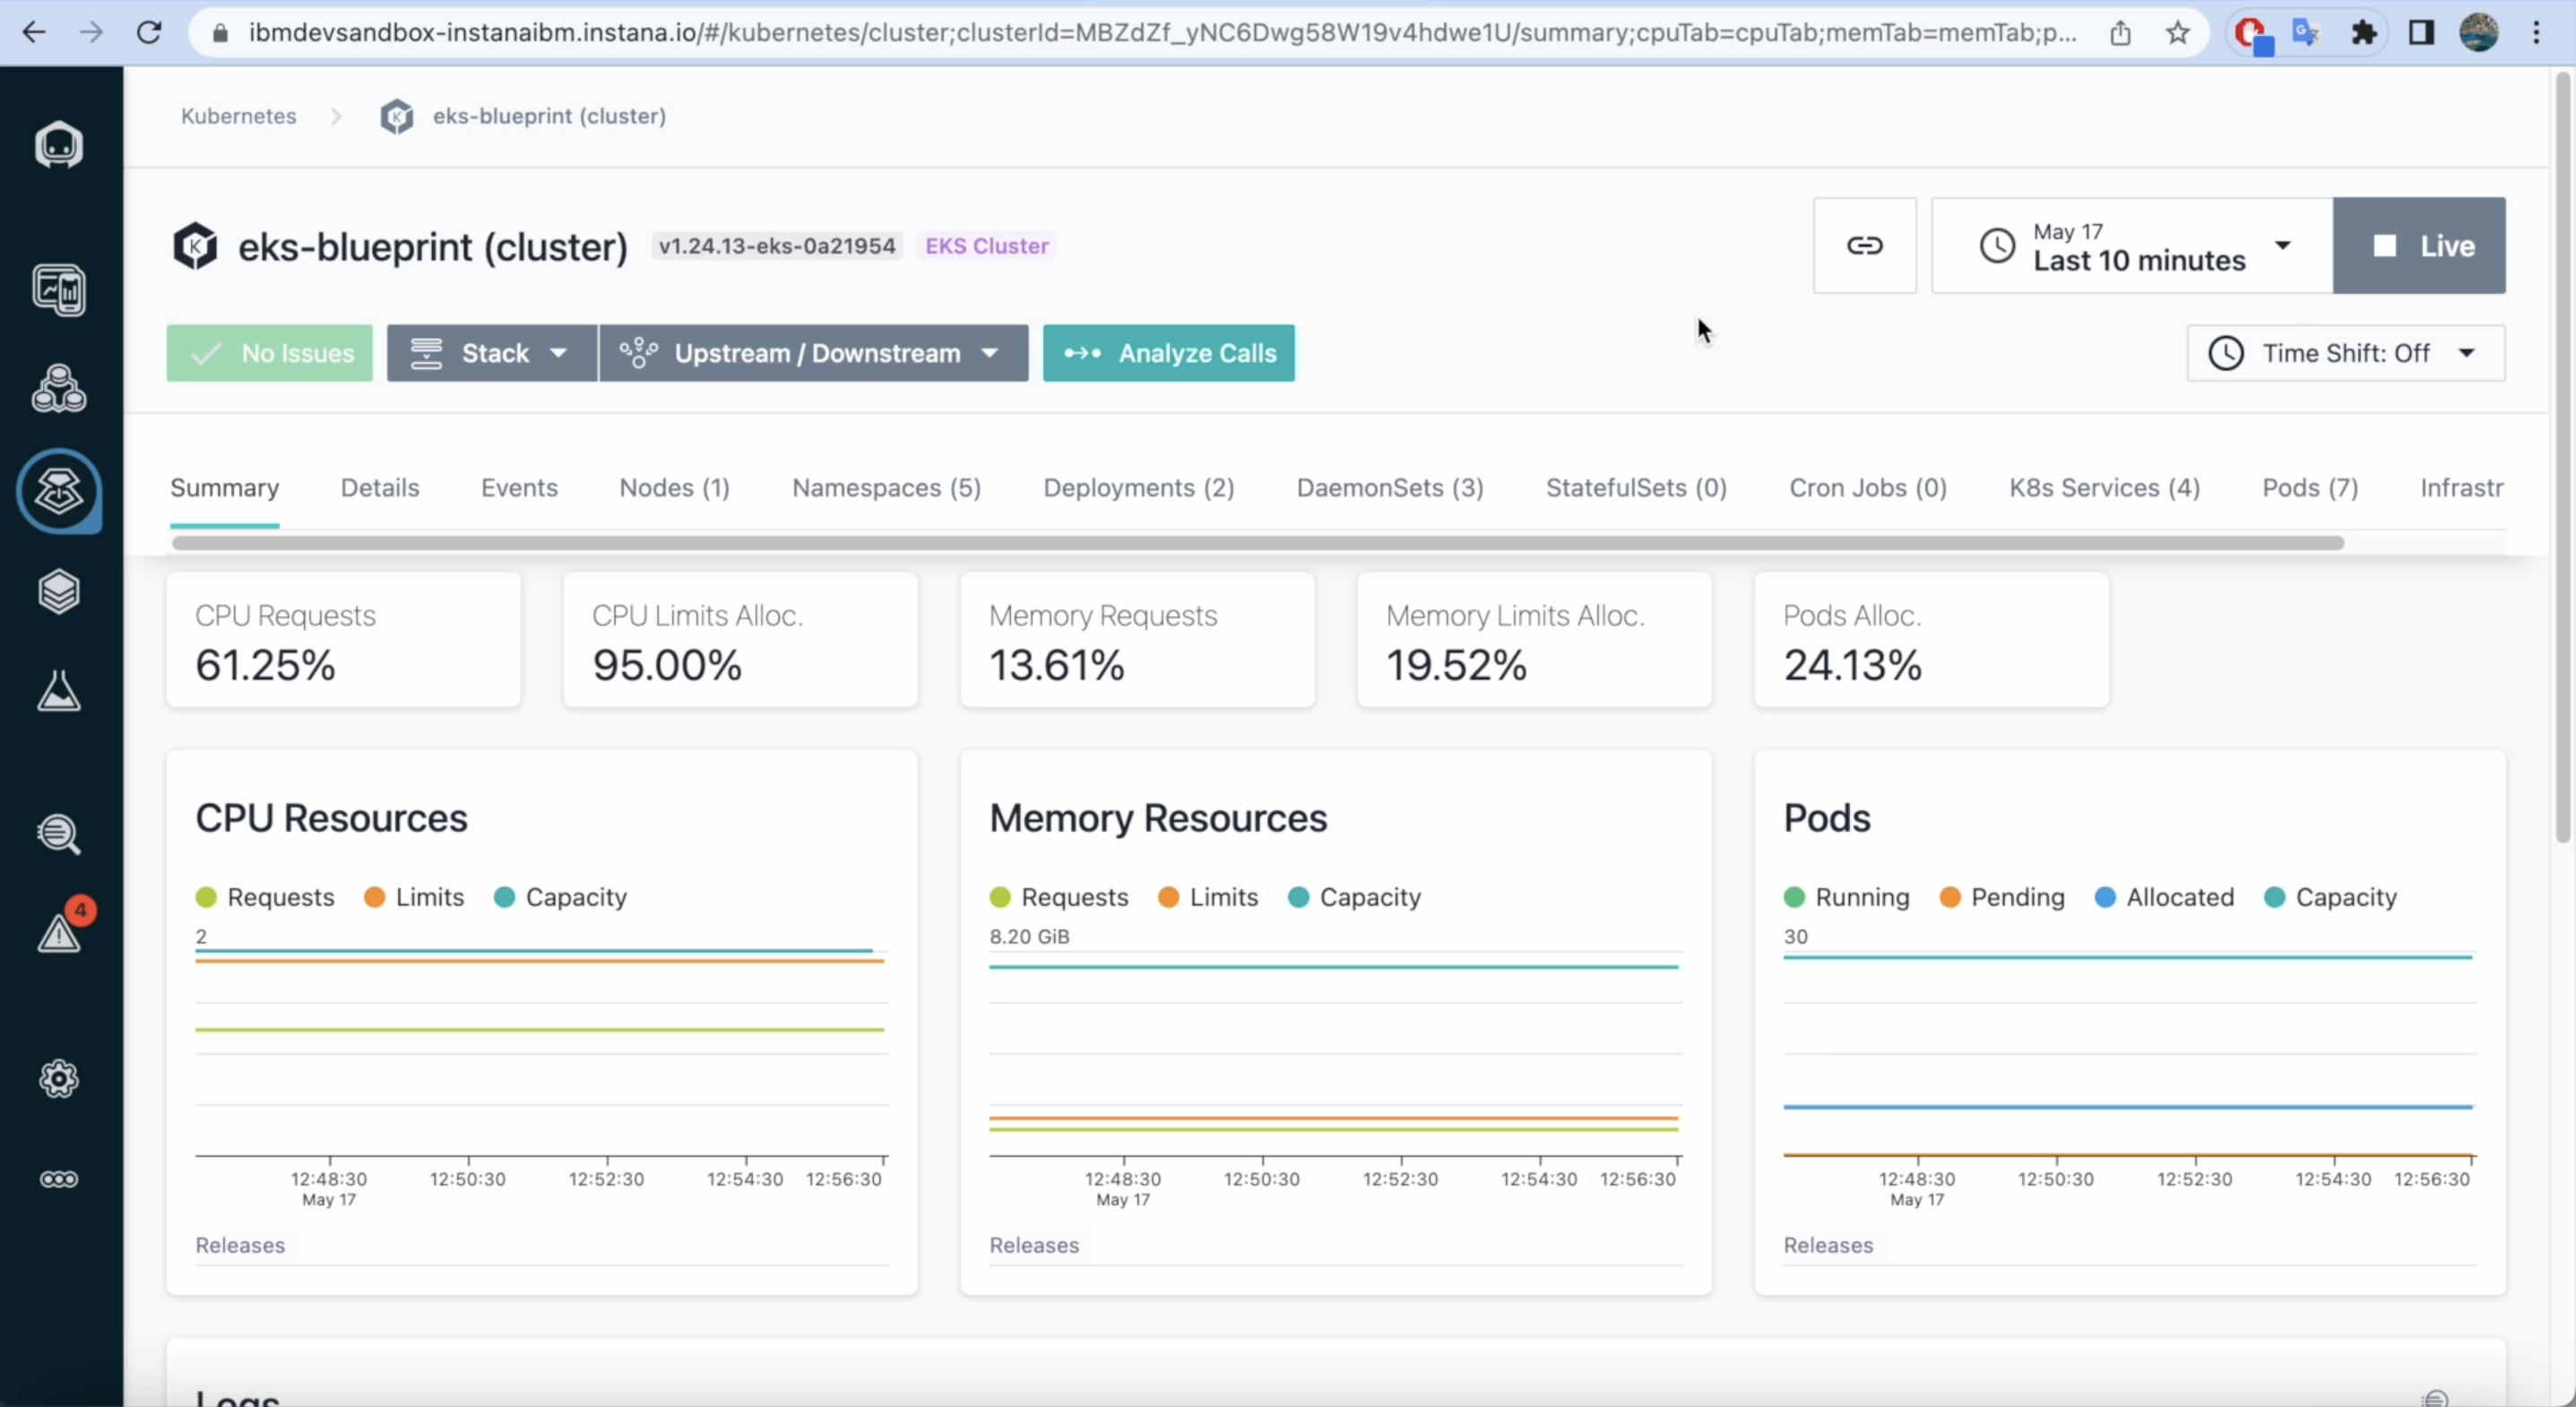 ibmdevsandbox-instanaibm.instana.io/#/kubernetes/cluster;clusterId=MBZdZf_yNC6Dwg58W19v4hdwe1U/summary;cpuTab=cpuTab;memTab=memTab;p...
Kubernetes
eks-blueprint (cluster)
eks-blueprint (cluster)
v1.24.13-eks-0a21954
EKS Cluster
May 17
Last 10 minutes
Live
No Issues
Stack
Upstream / Downstream
Analyze Calls
Time Shift: Off
Summary
Details
Events
Nodes (1)
Namespaces (5)
Deployments (2)
DaemonSets (3)
StatefulSets (0)
Cron Jobs (0)
K8s Services (4)
Pods (7)
Infrastr
CPU Requests
61.25%
CPU Limits Alloc.
95.00%
Memory Requests
13.61%
Memory Limits Alloc.
19.52%
Pods Alloc.
24.13%
4
CPU Resources
Requests
Limits
Capacity
2
12:48:30
May 17
12:50:30
12:52:30
12:54:30
12:56:30
Releases
Memory Resources
Requests
Limits
Capacity
8.20 GiB
12:48:30
May 17
12:50:30
12:52:30
12:54:30
12:56:30
Releases
Pods
Running
Pending
Allocated
Capacity
30
12:48:30
May 17
12:50:30
12:52:30
12:54:30
12:56:30
Releases
Logs